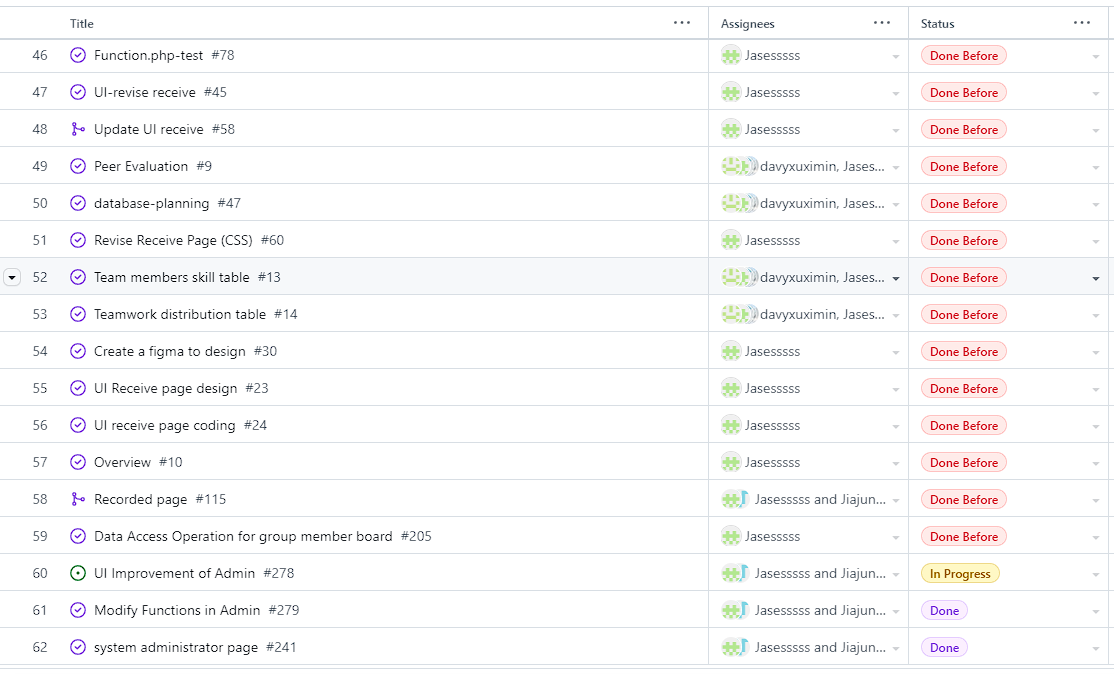 Title ... Assignees ... Status ...
46 Function.php-test #78 Jasesssss Done Before
47 UI-revise receive #45 Jasesssss Done Before
48 Update UI receive #58 Jasesssss Done Before
49 Peer Evaluation #9 davyxuximin, Jases... Done Before
50 database-planning #47 davyxuximin, Jases... Done Before
51 Revise Receive Page (CSS) #60 Jasesssss Done Before
52 Team members skill table #13 davyxuximin, Jases... Done Before
53 Teamwork distribution table #14 davyxuximin, Jases... Done Before
54 Create a figma to design #30 Jasesssss Done Before
55 UI Receive page design #23 Jasesssss Done Before
56 UI receive page coding #24 Jasesssss Done Before
57 Overview #10 Jasesssss Done Before
58 Recorded page #115 Jasesssss and Jiajun... Done Before
59 Data Access Operation for group member board #205 Jasesssss Done Before
60 UI Improvement of Admin #278 Jasesssss and Jiajun... In Progress
61 Modify Functions in Admin #279 Jasesssss and Jiajun... Done
62 system administrator page #241 Jasesssss and Jiajun... Done